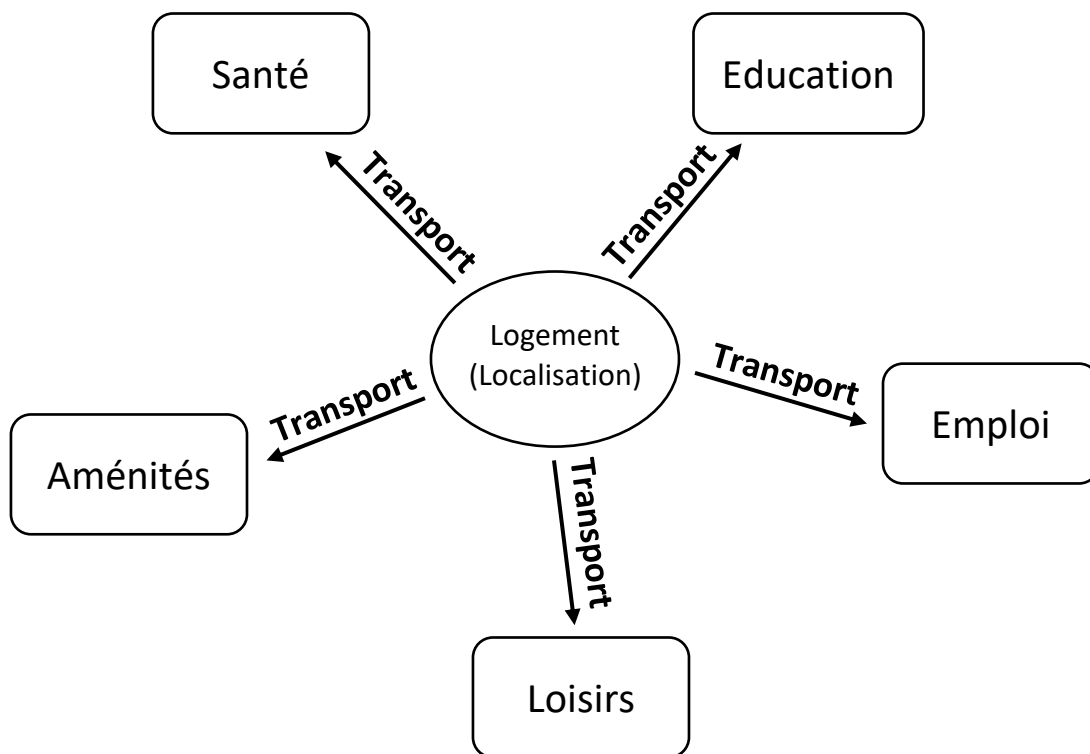 Santé
Education
Transport
Transport
Logement
(Localisation)
Transport
Transport
Emploi
Aménités
Transport
Loisirs